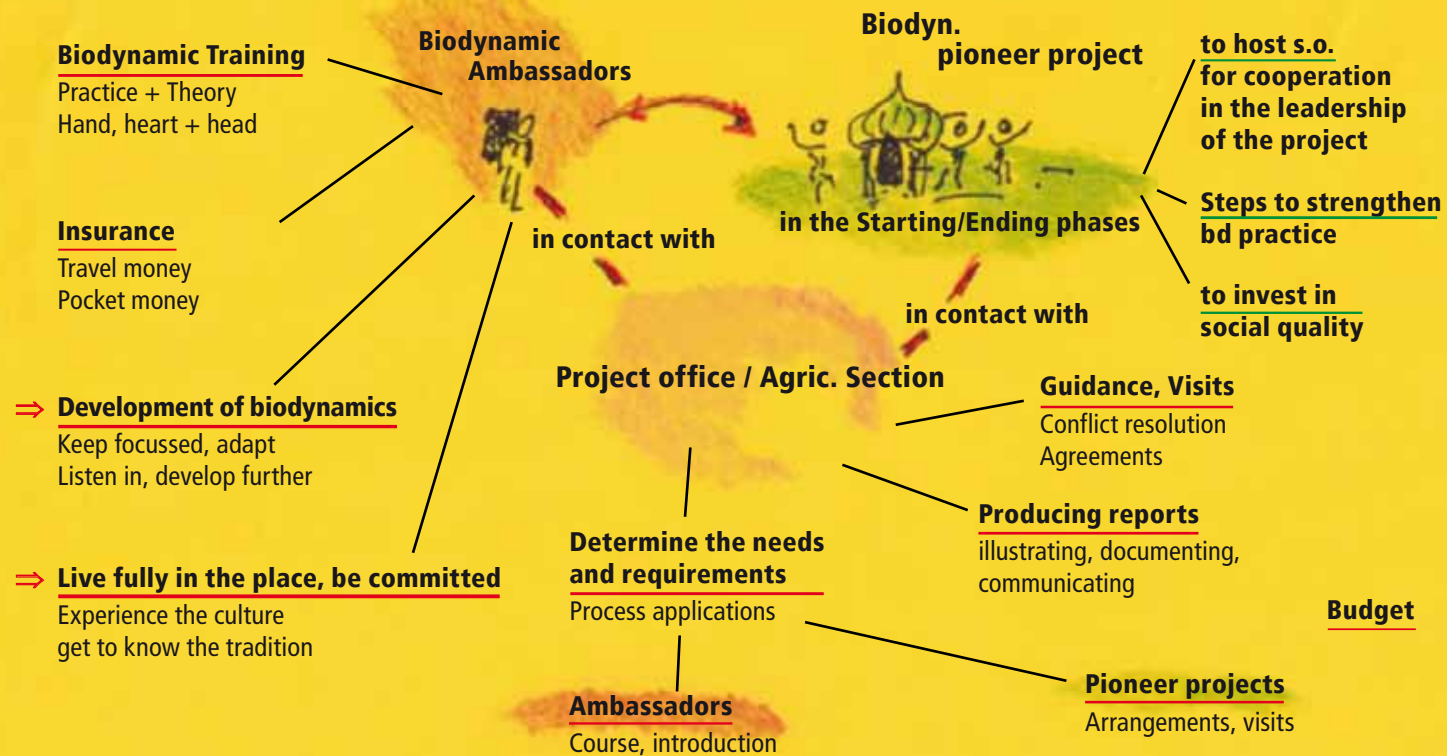 Biodynamic Training
Practice + Theory
Hand, heart + head
Insurance
Travel money
Pocket money
⇒ Development of biodynamics
Keep focussed, adapt
Listen in, develop further
⇒ Live fully in the place, be committed
Experience the culture
get to know the tradition
Biodynamic
Ambassadors
in contact with
Biodyn.
pioneer project
in the Starting/Ending phases
in contact with
to host s.o.
for cooperation
in the leadership
of the project
Steps to strengthen
bd practice
to invest in
social quality
Project office / Agric. Section
Guidance, Visits
Conflict resolution
Agreements
Producing reports
illustrating, documenting,
communicating
Determine the needs
and requirements
Process applications
Budget
Ambassadors
Course, introduction
Pioneer projects
Arrangements, visits